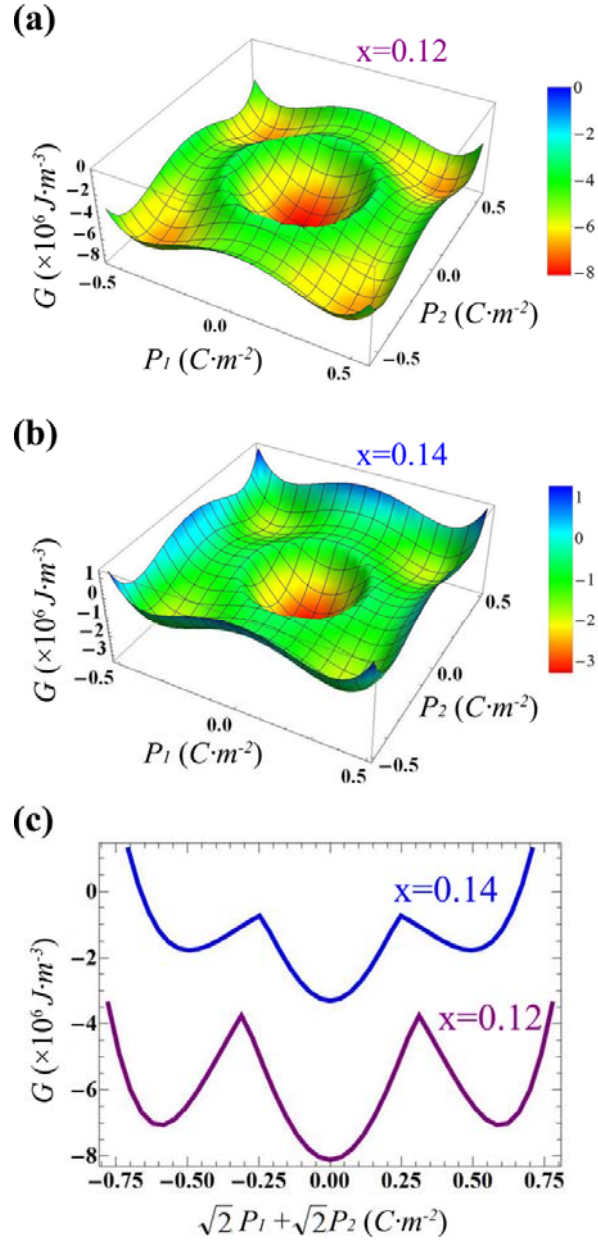 (a)
x=0.12
0
−2
−4
−6
−8
G (×10⁶ J·m⁻³)
−0.5
0.0
0.5
P₁ (C·m⁻²)
−0.5
0.0
0.5
P₂ (C·m⁻²)
0
−2
−4
−6
−8
(b)
x=0.14
1
0
−1
−2
−3
G (×10⁶ J·m⁻³)
−0.5
0.0
0.5
P₁ (C·m⁻²)
−0.5
0.0
0.5
P₂ (C·m⁻²)
1
0
−1
−2
−3
(c)
x=0.14
x=0.12
0
−2
−4
−6
−8
G (×10⁶ J·m⁻³)
−0.75 −0.50 −0.25 0.00 0.25 0.50 0.75
√2 P₁ + √2 P₂ (C·m⁻²)